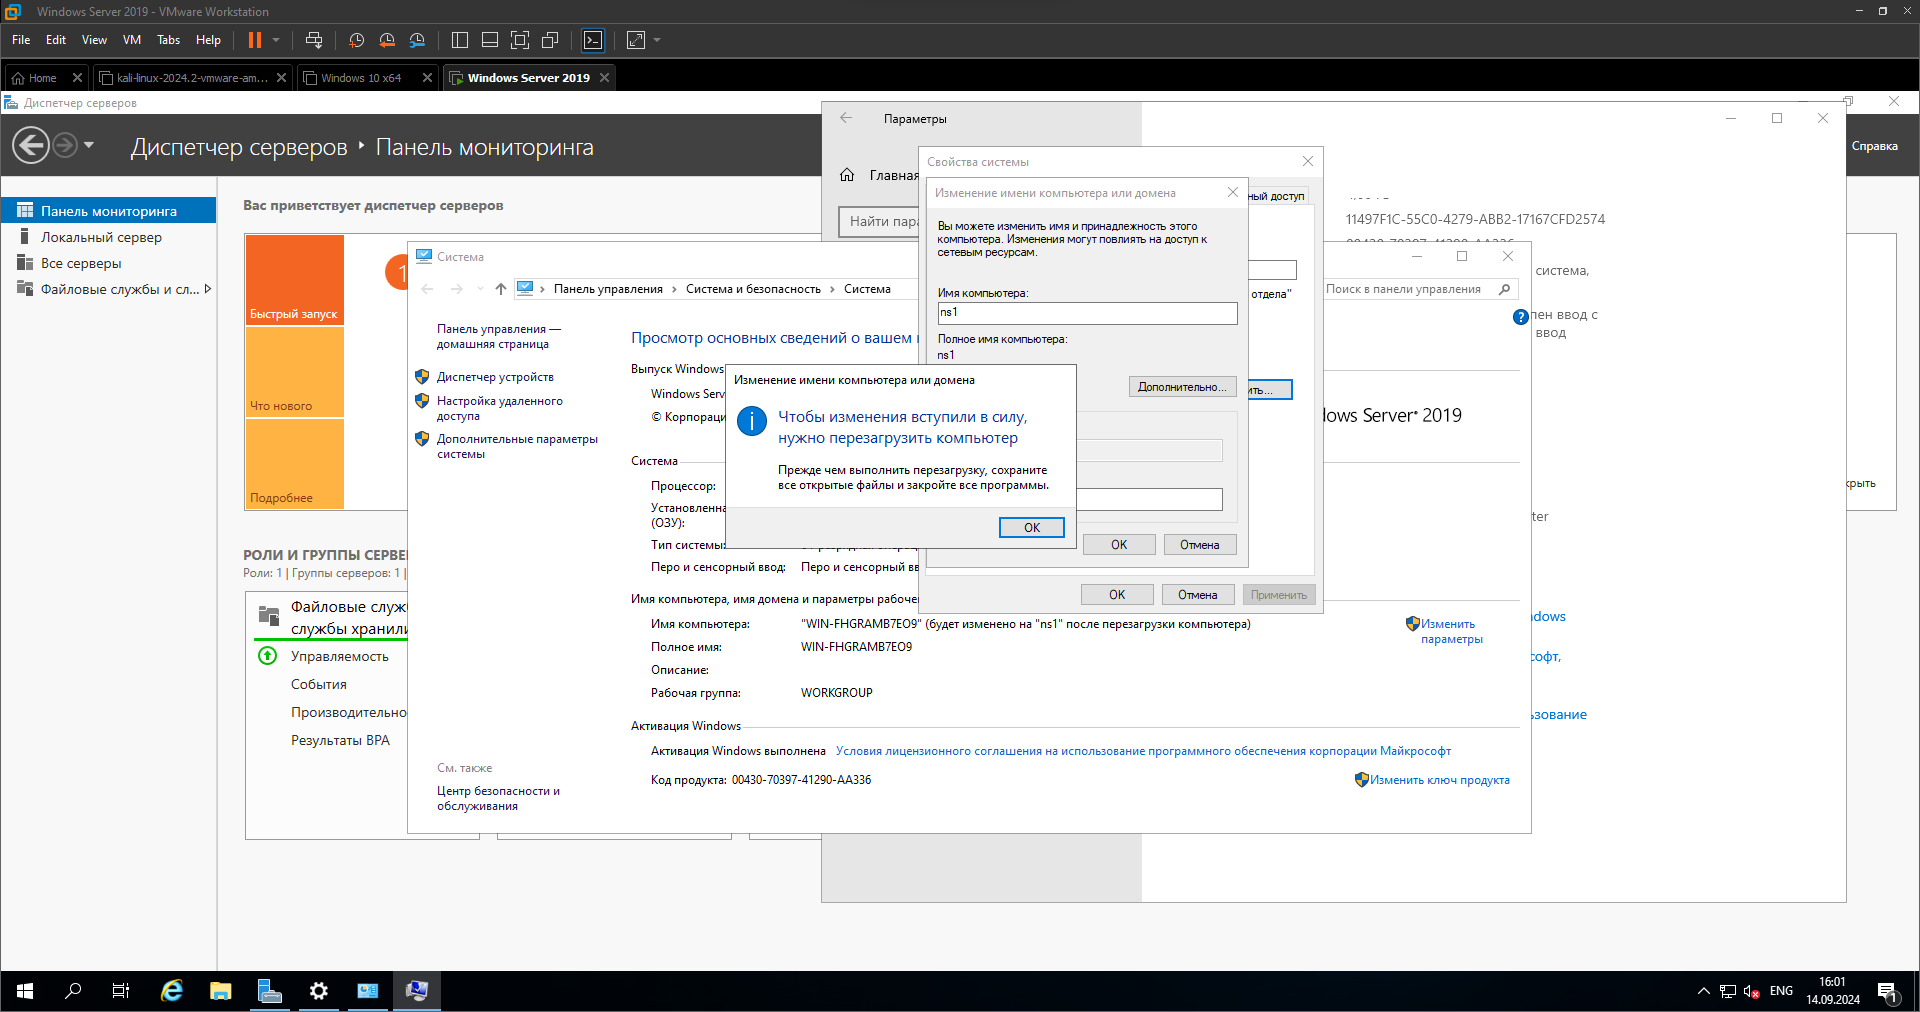 Windows Server 2019 - VMware Workstation
File Edit View VM Tabs Help
Home
kali-linux-2024.2-vmware-am...
Windows 10 x64
Windows Server 2019
Диспетчер серверов
Диспетчер серверов
Панель мониторинга
Справка
Панель мониторинга
Локальный сервер
Все серверы
Файловые службы и сл...
Вас приветствует диспетчер серверов
Быстрый запуск
Что нового
Подробнее
1
РОЛИ И ГРУППЫ СЕРВЕ
Роли: 1 | Группы серверов: 1 |
Файловые служ
службы хранили
Управляемость
События
Производительно
Результаты BPA
Параметры
Главная
Найти пара
11497F1C-55C0-4279-ABB2-17167CFD2574
система,
пен ввод с
ввод
крыть
ter
dows
софт,
ьзование
Система
Панель управления
Система и безопасность
Система
Поиск в панели управления
Панель управления —
домашняя страница
Диспетчер устройств
Настройка удаленного
доступа
Дополнительные параметры
системы
См. также
Центр безопасности и
обслуживания
Просмотр основных сведений о вашем
Выпуск Windows
Windows Serv
© Корпораци
dows Server 2019
Система
Процессор:
Установленна
(ОЗУ):
Тип системы:
Перо и сенсорный ввод:
Перо и сенсорный вв
Имя компьютера, имя домена и параметры рабоче
Имя компьютера:
"WIN-FHGRAMB7EO9" (будет изменено на "ns1" после перезагрузки компьютера)
Изменить
параметры
Полное имя:
WIN-FHGRAMB7EO9
Описание:
Рабочая группа:
WORKGROUP
Активация Windows
Активация Windows выполнена
Условия лицензионного соглашения на использование программного обеспечения корпорации Майкрософт
Код продукта: 00430-70397-41290-AA336
Изменить ключ продукта
Свойства системы
ный доступ
отдела"
ить...
ОК
Отмена
Применить
Изменение имени компьютера или домена
Вы можете изменить имя и принадлежность этого
компьютера. Изменения могут повлиять на доступ к
сетевым ресурсам.
Имя компьютера:
ns1
Полное имя компьютера:
ns1
Дополнительно...
ОК
Отмена
Изменение имени компьютера или домена
Чтобы изменения вступили в силу,
нужно перезагрузить компьютер
Прежде чем выполнить перезагрузку, сохраните
все открытые файлы и закройте все программы.
ОК
ENG
16:01
14.09.2024
1